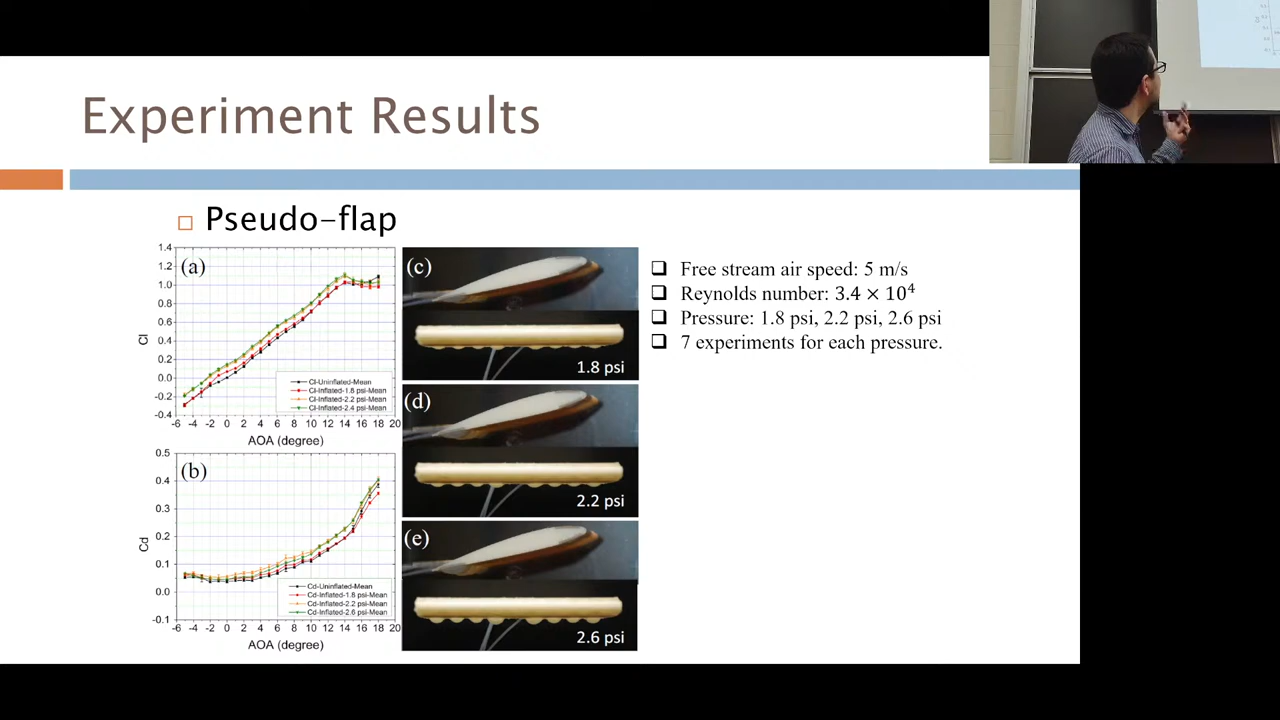 Experiment Results
Pseudo-flap
(a)
1.4
1.2
1.0
0.8
0.6
0.4
0.2
0.0
-0.2
-0.4
Cl
Cl-Uninflated-Mean
Cl-Inflated-1.8 psi-Mean
Cl-Inflated-2.2 psi-Mean
Cl-Inflated-2.4 psi-Mean
-6 -4 -2 0 2 4 6 8 10 12 14 16 18 20
AOA (degree)
(b)
0.5
0.4
0.3
0.2
0.1
0.0
-0.1
Cd
Cd-Uninflated-Mean
Cd-Inflated-1.8 psi-Mean
Cd-Inflated-2.2 psi-Mean
Cd-Inflated-2.6 psi-Mean
-6 -4 -2 0 2 4 6 8 10 12 14 16 18 20
AOA (degree)
(c)
1.8 psi
(d)
2.2 psi
(e)
2.6 psi
Free stream air speed: 5 m/s
Reynolds number: 3.4 × 10⁴
Pressure: 1.8 psi, 2.2 psi, 2.6 psi
7 experiments for each pressure.